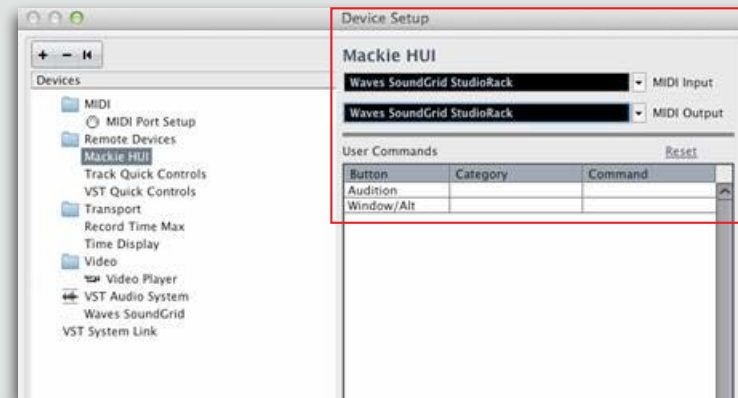 Device Setup
+ −
Devices
MIDI
MIDI Port Setup
Remote Devices
Mackie HUI
Track Quick Controls
VST Quick Controls
Transport
Record Time Max
Time Display
Video
Video Player
VST Audio System
Waves SoundGrid
VST System Link
Mackie HUI
Waves SoundGrid StudioRack MIDI Input
Waves SoundGrid StudioRack MIDI Output
User Commands Reset
Button Category Command
Audition
Window/Alt